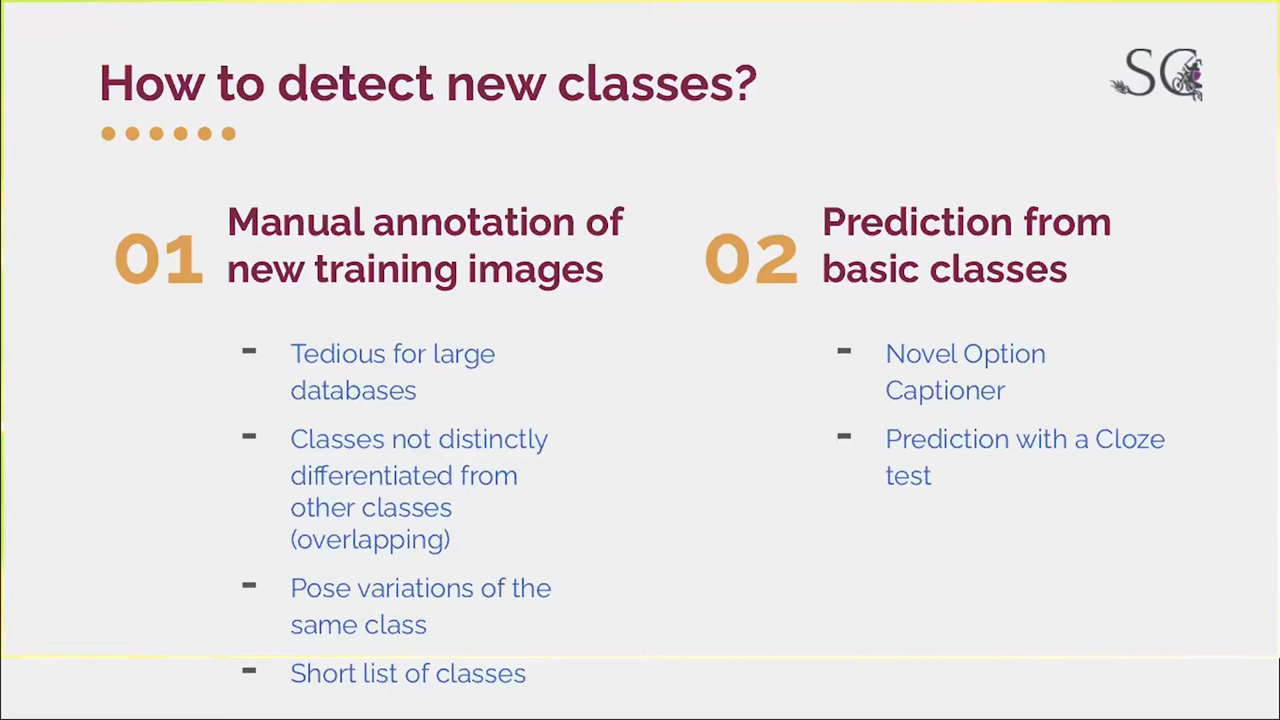 How to detect new classes?
SC
01
Manual annotation of
new training images
- Tedious for large
databases
- Classes not distinctly
differentiated from
other classes
(overlapping)
- Pose variations of the
same class
- Short list of classes
02
Prediction from
basic classes
- Novel Option
Captioner
- Prediction with a Cloze
test